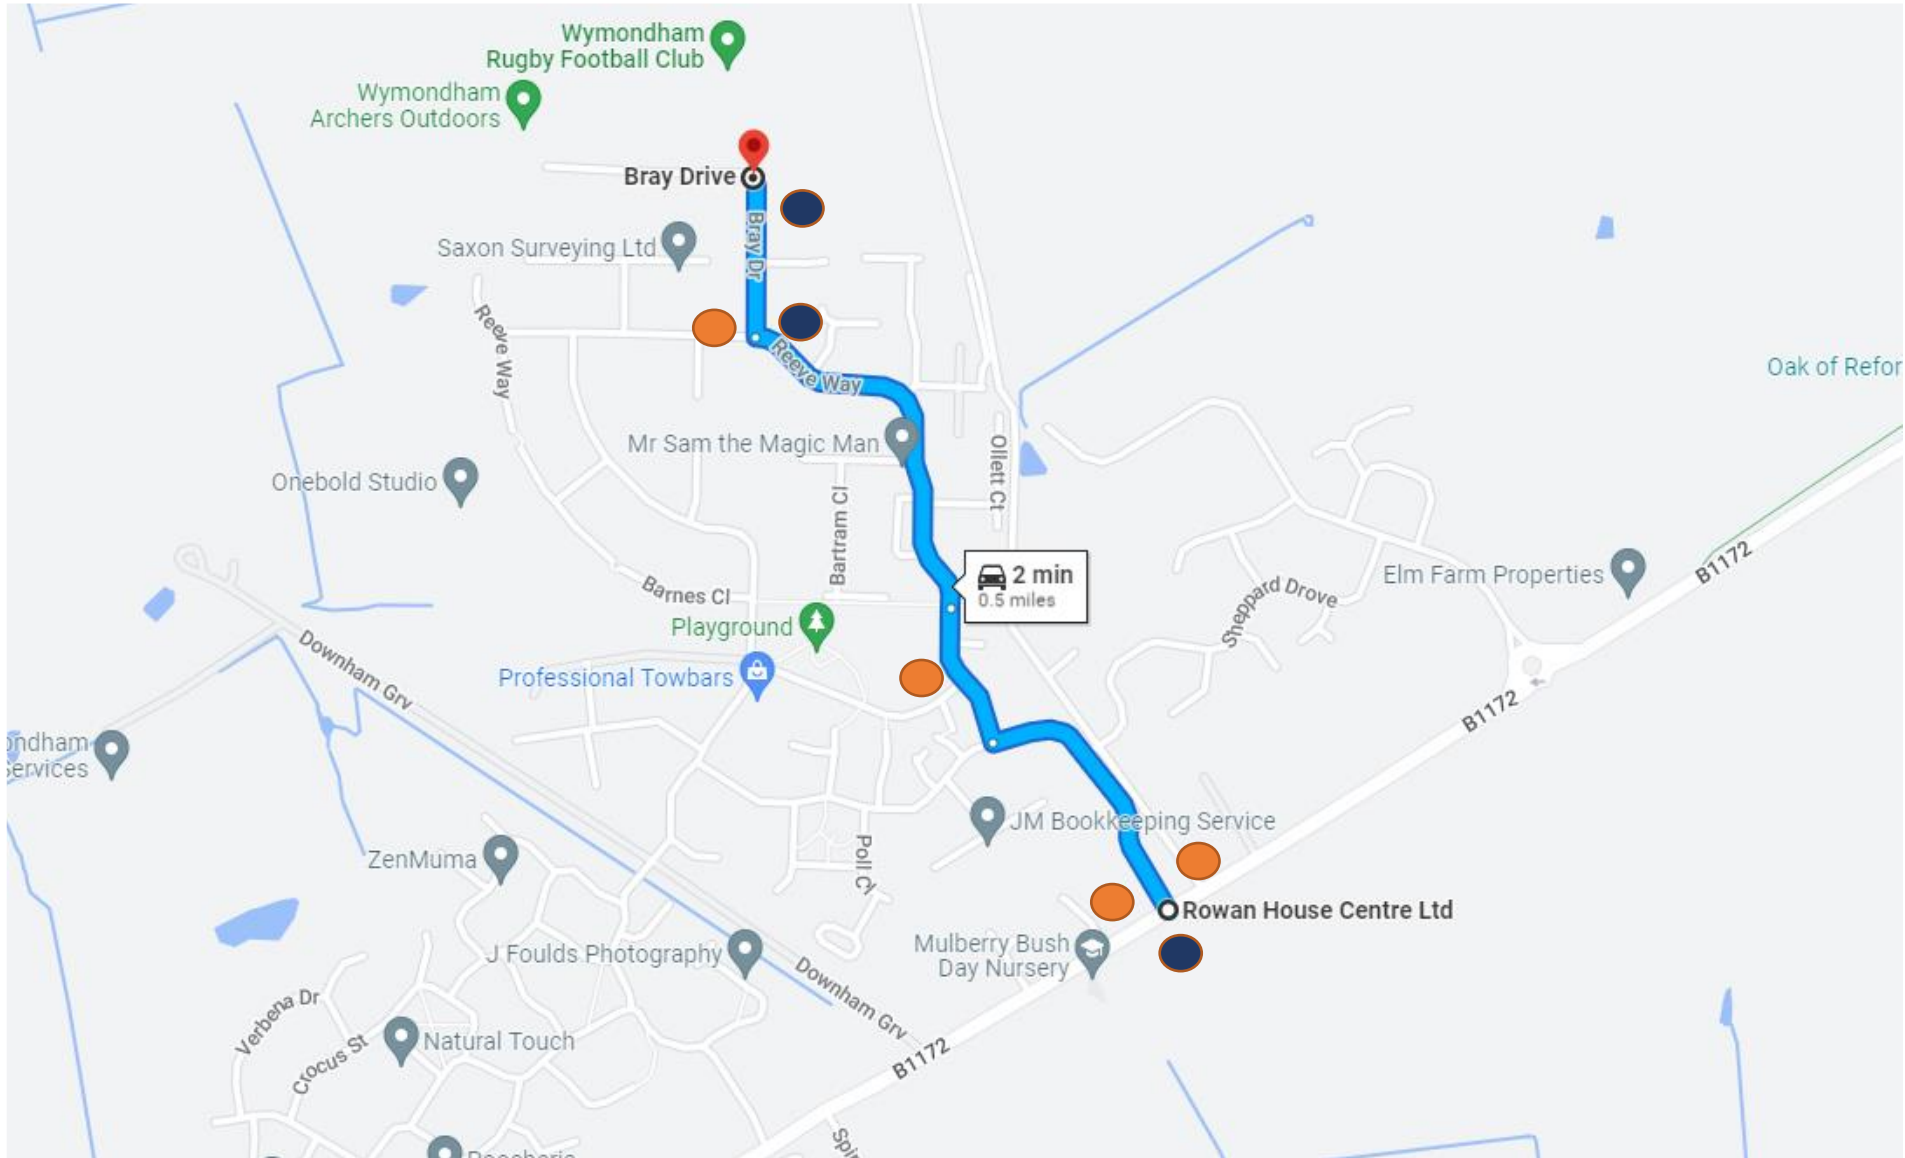 Wymondham
Rugby Football Club
Wymondham
Archers Outdoors
Bray Drive
Bray Dr
Saxon Surveying Ltd
Reeve Way
Reeve Way
Oak of Refor
Mr Sam the Magic Man
Ollett Ct
Onebold Studio
Bartram Cl
B1172
2 min
0.5 miles
Elm Farm Properties
Barnes Cl
Sheppard Drove
Playground
Downham Grv
Professional Towbars
B1172
ondham
Services
JM Bookkeeping Service
Poll Cl
ZenMuma
Rowan House Centre Ltd
Mulberry Bush
Day Nursery
J Foulds Photography
Downham Grv
Verbena Dr
Crocus St
Natural Touch
B1172